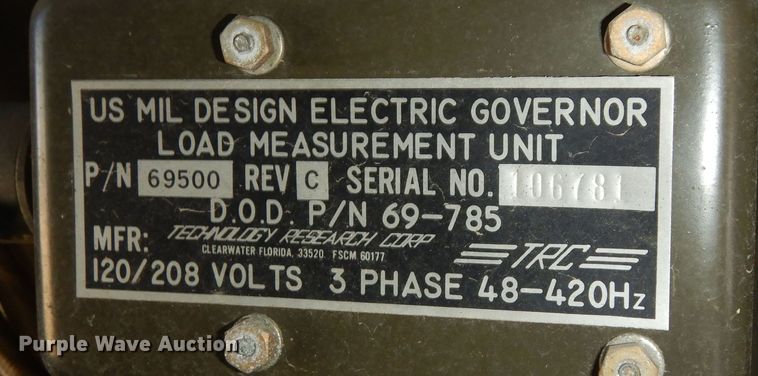 US MIL DESIGN ELECTRIC GOVERNOR
LOAD MEASUREMENT UNIT
P/N 69500 REV C SERIAL NO. 106781
D.O.D. P/N 69-785
MFR: TECHNOLOGY RESEARCH CORP
CLEARWATER FLORIDA, 33520 FSCM 60177
TRC
120/208 VOLTS 3 PHASE 48-420Hz
Purple Wave Auction